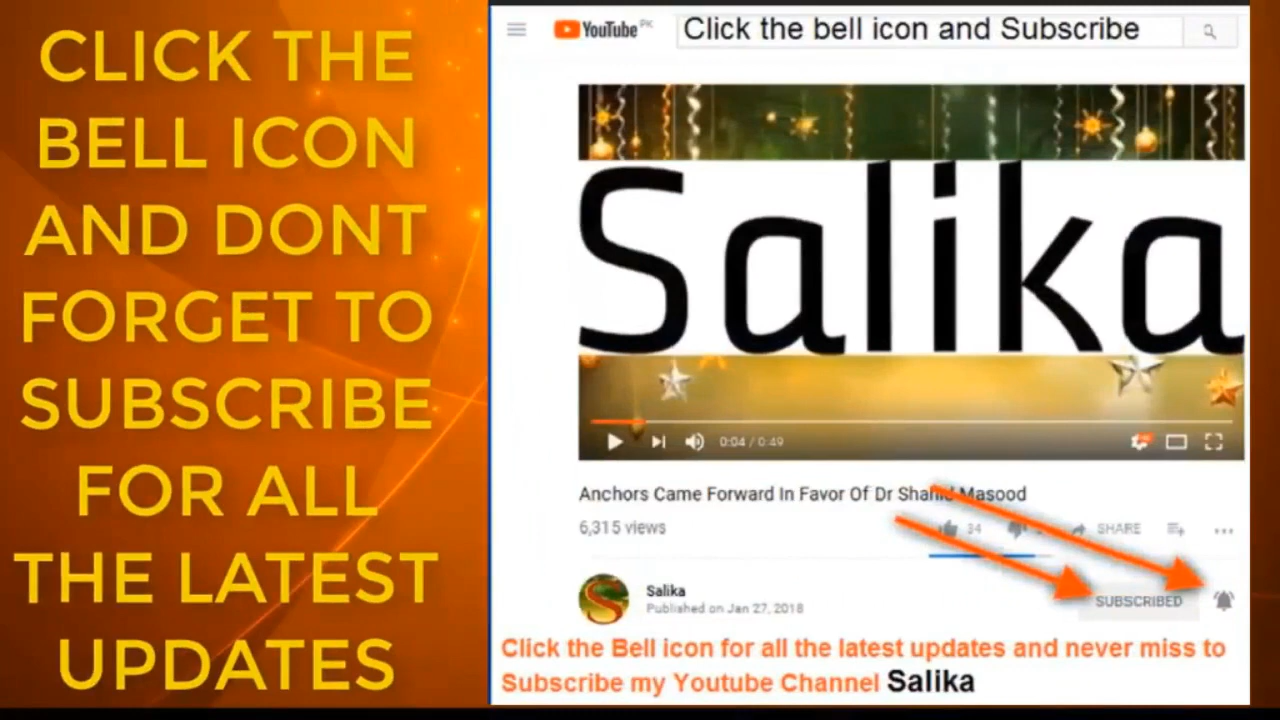 CLICK THE
BELL ICON
AND DONT
FORGET TO
SUBSCRIBE
FOR ALL
THE LATEST
UPDATES
YouTube PK
Click the bell icon and Subscribe
Salika
0:04 / 0:49
Anchors Came Forward In Favor Of Dr Shahid Masood
6,315 views
34
SHARE
Salika
Published on Jan 27, 2018
SUBSCRIBED
Click the Bell icon for all the latest updates and never miss to
Subscribe my Youtube Channel Salika